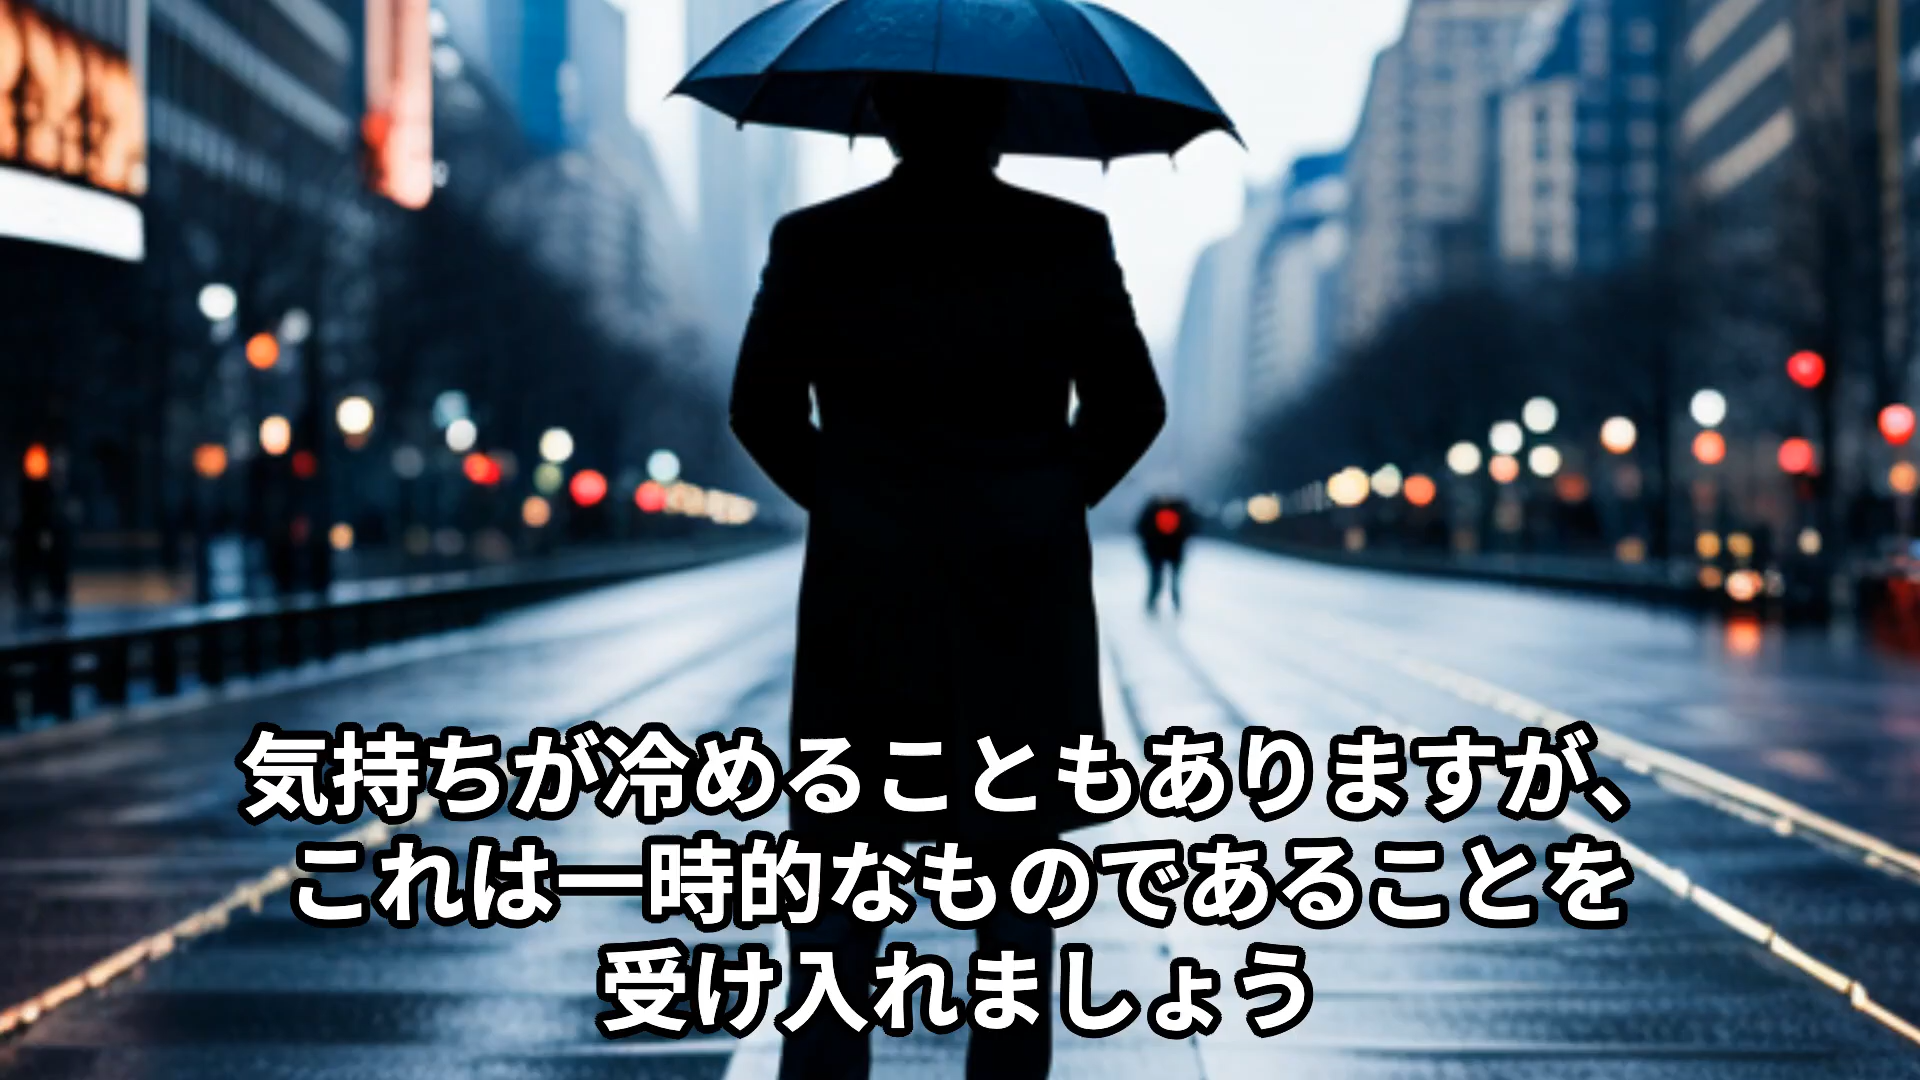 気持ちが冷めることもありますが、
これは一時的なものであることを
受け入れましょう